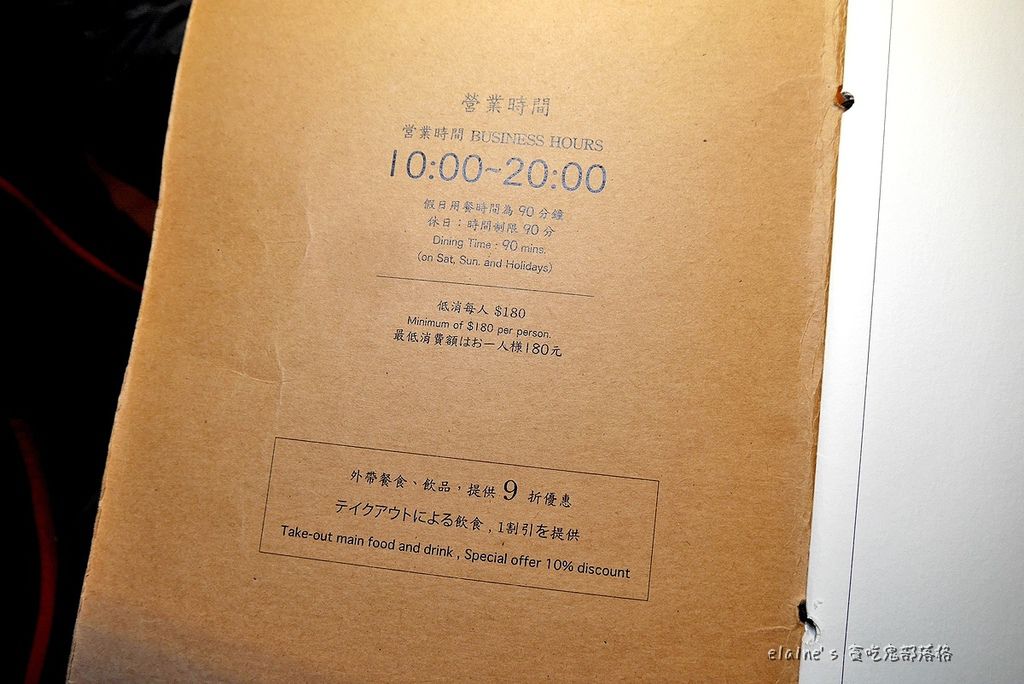 營業時間
営業時間 BUSINESS HOURS
10:00~20:00
假日用餐時間為 90 分鐘
休日：時間制限 90 分
Dining Time : 90 mins.
(on Sat, Sun. and Holidays)
低消每人 $180
Minimum of $180 per person.
最低消費額はお一人様180元
外帶餐食、飲品，提供 9 折優惠
テイクアウトによる飲食 , 1割引を提供
Take-out main food and drink , Special offer 10% discount
elaine's 貪吃鬼部落格